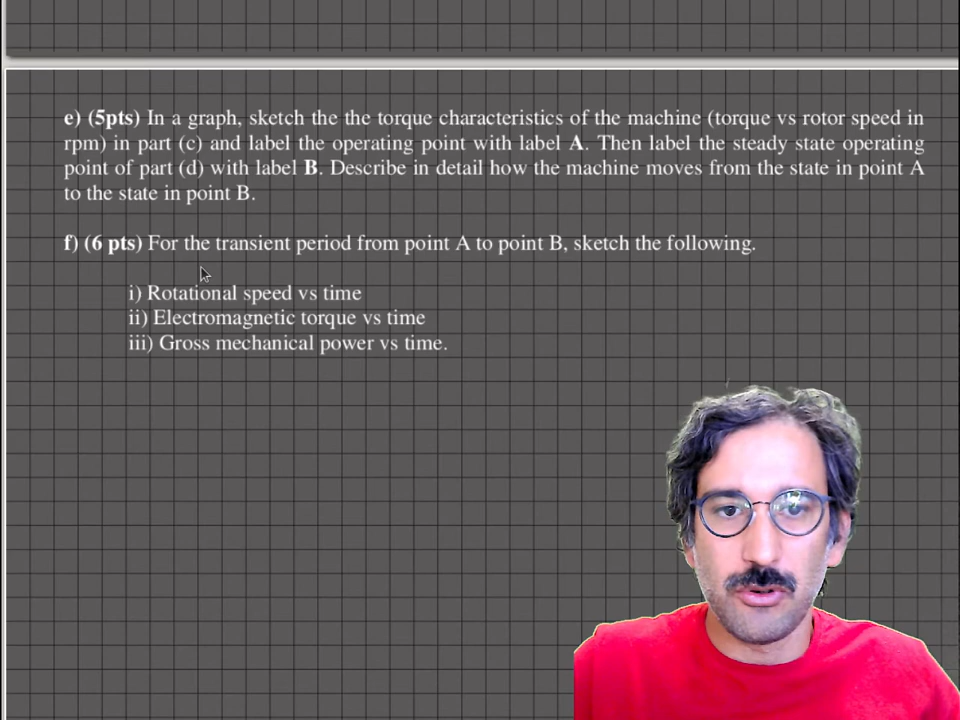 e) (5pts) In a graph, sketch the the torque characteristics of the machine (torque vs rotor speed in
rpm) in part (c) and label the operating point with label A. Then label the steady state operating
point of part (d) with label B. Describe in detail how the machine moves from the state in point A
to the state in point B.
f) (6 pts) For the transient period from point A to point B, sketch the following.
i) Rotational speed vs time
ii) Electromagnetic torque vs time
iii) Gross mechanical power vs time.